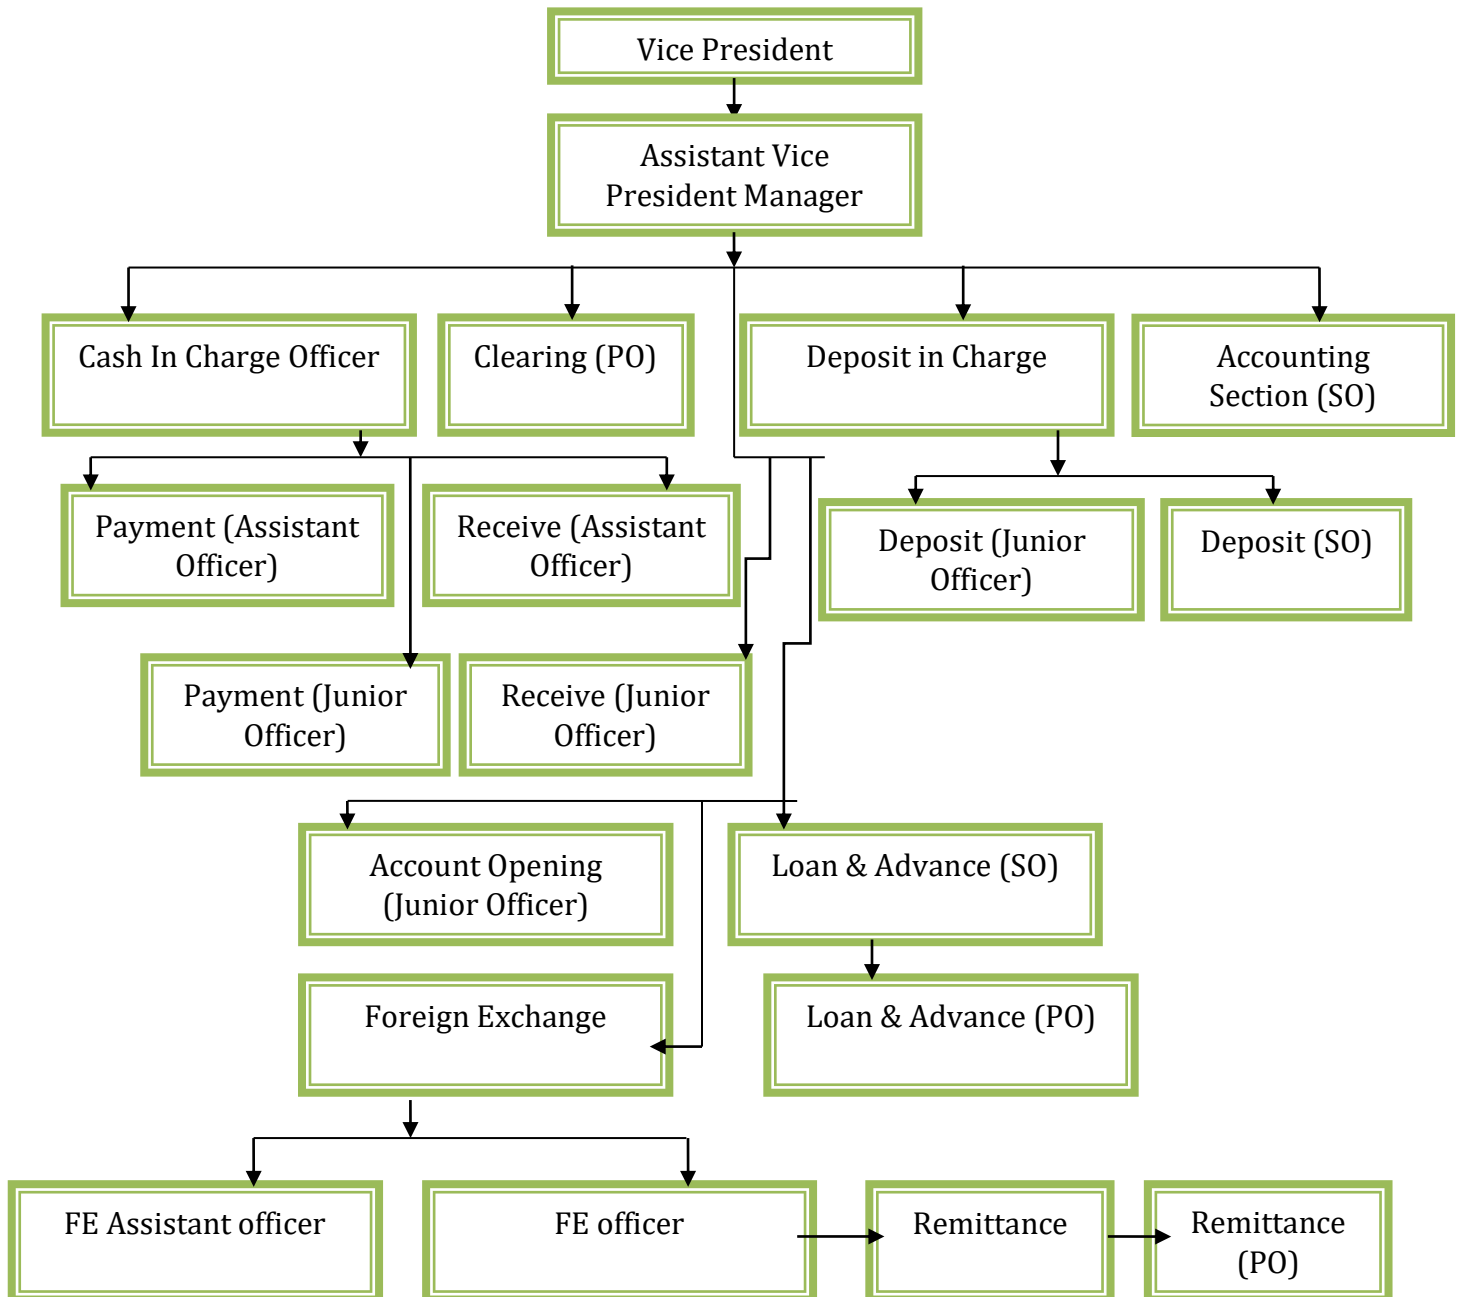 Vice President
Assistant Vice
President Manager
Cash In Charge Officer
Clearing (PO)
Deposit in Charge
Accounting
Section (SO)
Payment (Assistant
Officer)
Receive (Assistant
Officer)
Deposit (Junior
Officer)
Deposit (SO)
Payment (Junior
Officer)
Receive (Junior
Officer)
Account Opening
(Junior Officer)
Loan & Advance (SO)
Foreign Exchange
Loan & Advance (PO)
FE Assistant officer
FE officer
Remittance
Remittance
(PO)